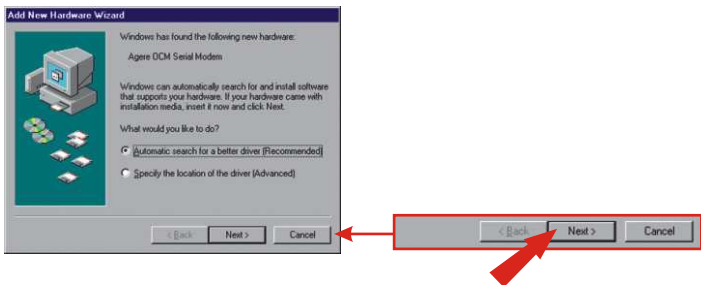 Add New Hardware Wizard
Windows has found the following new hardware:
Agere OCM Serial Modem
Windows can automatically search for and install software
that supports your hardware. If your hardware came with
installation media, insert it now and click Next.
What would you like to do?
Automatic search for a better driver (Recommended)
Specify the location of the driver (Advanced)
< Back Next > Cancel
< Back Next > Cancel